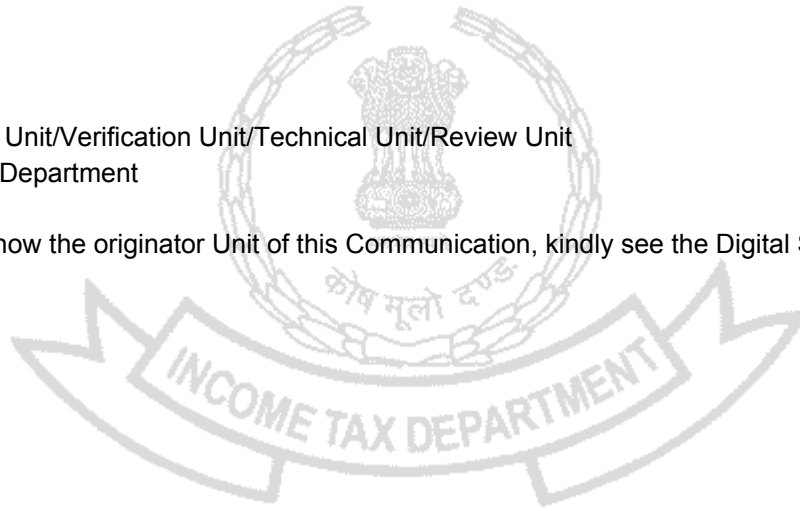 Unit/Verification Unit/Technical Unit/Review Unit
Department
now the originator Unit of this Communication, kindly see the Digital
कोष मूलो दण्डः
INCOME TAX DEPARTMENT